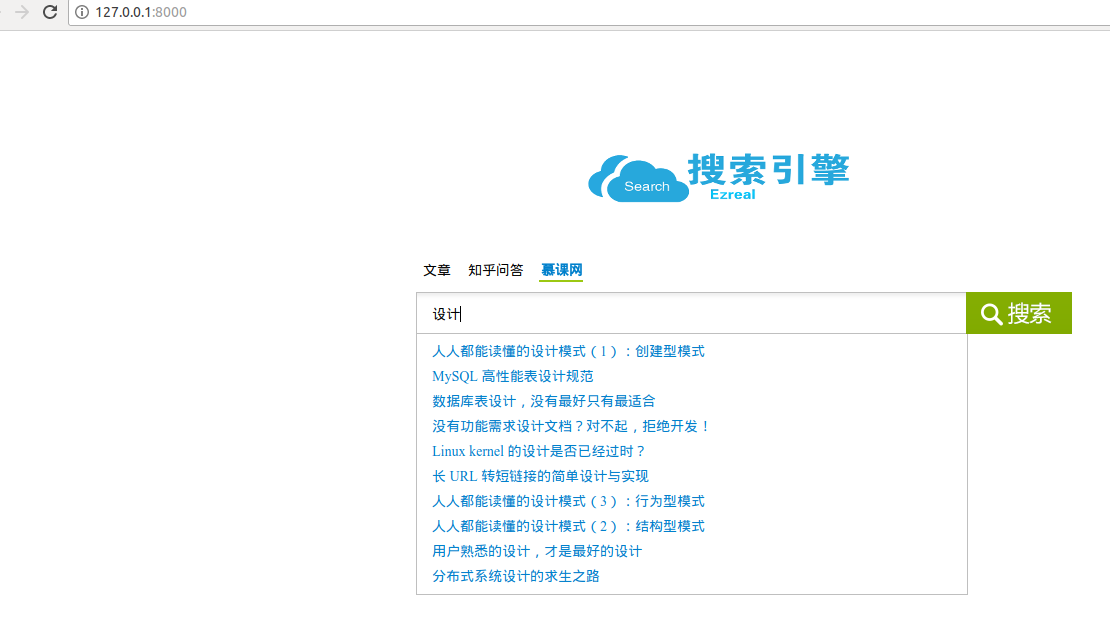 127.0.0.1:8000
搜索引擎
Search
Ezreal
文章 知乎问答 慕课网
设计 搜索
人人都能读懂的设计模式（1）：创建型模式
MySQL 高性能表设计规范
数据库表设计，没有最好只有最适合
没有功能需求设计文档？对不起，拒绝开发！
Linux kernel 的设计是否已经过时？
长 URL 转短链接的简单设计与实现
人人都能读懂的设计模式（3）：行为型模式
人人都能读懂的设计模式（2）：结构型模式
用户熟悉的设计，才是最好的设计
分布式系统设计的求生之路